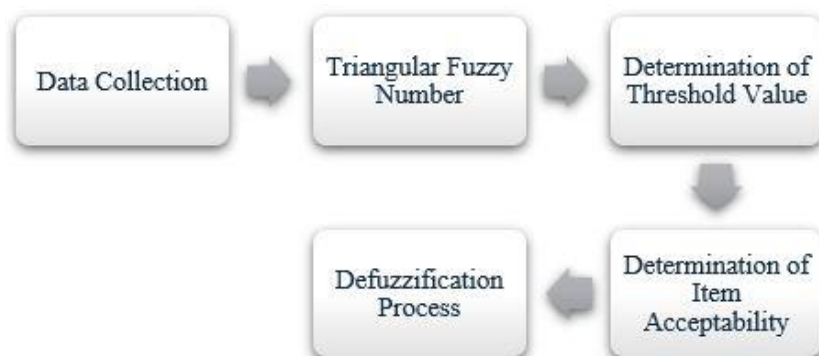 Data Collection
Triangular Fuzzy
Number
Determination of
Threshold Value
Determination of
Item
Acceptability
Defuzzification
Process